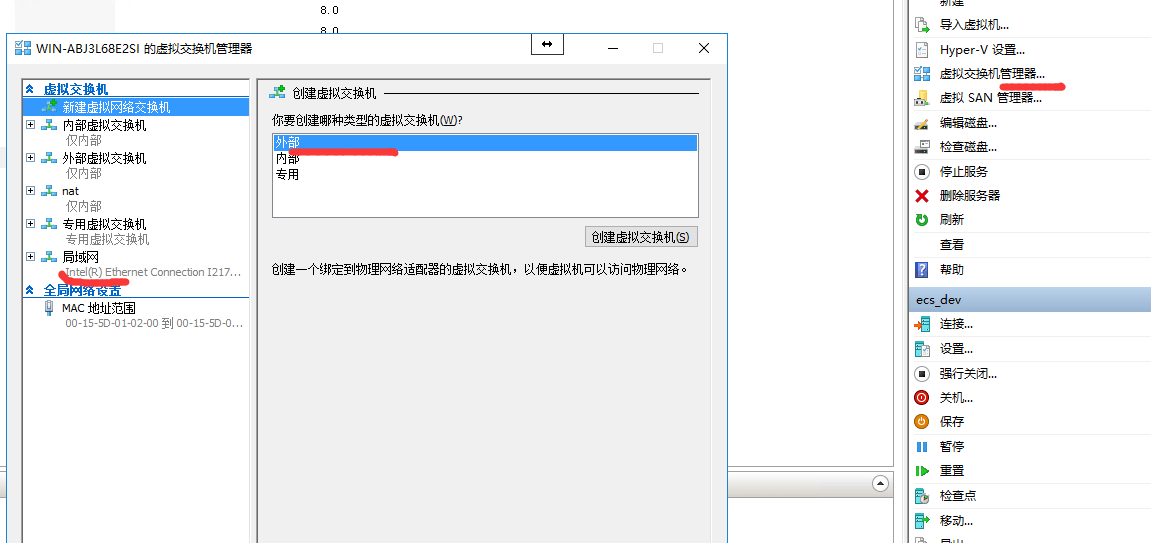 8.0
8.0
WIN-ABJ3L68E2SI 的虚拟交换机管理器
虚拟交换机
新建虚拟网络交换机
内部虚拟交换机
仅内部
外部虚拟交换机
仅内部
nat
仅内部
专用虚拟交换机
专用虚拟交换机
局域网
Intel(R) Ethernet Connection I217...
全局网络设置
MAC 地址范围
00-15-5D-01-02-00 到 00-15-5D-0...
创建虚拟交换机
你要创建哪种类型的虚拟交换机(W)?
外部
内部
专用
创建虚拟交换机(S)
创建一个绑定到物理网络适配器的虚拟交换机，以便虚拟机可以访问物理网络。
新建
导入虚拟机...
Hyper-V 设置...
虚拟交换机管理器...
虚拟 SAN 管理器...
编辑磁盘...
检查磁盘...
停止服务
删除服务器
刷新
查看
帮助
ecs_dev
连接...
设置...
强行关闭...
关机...
保存
暂停
重置
检查点
移动...